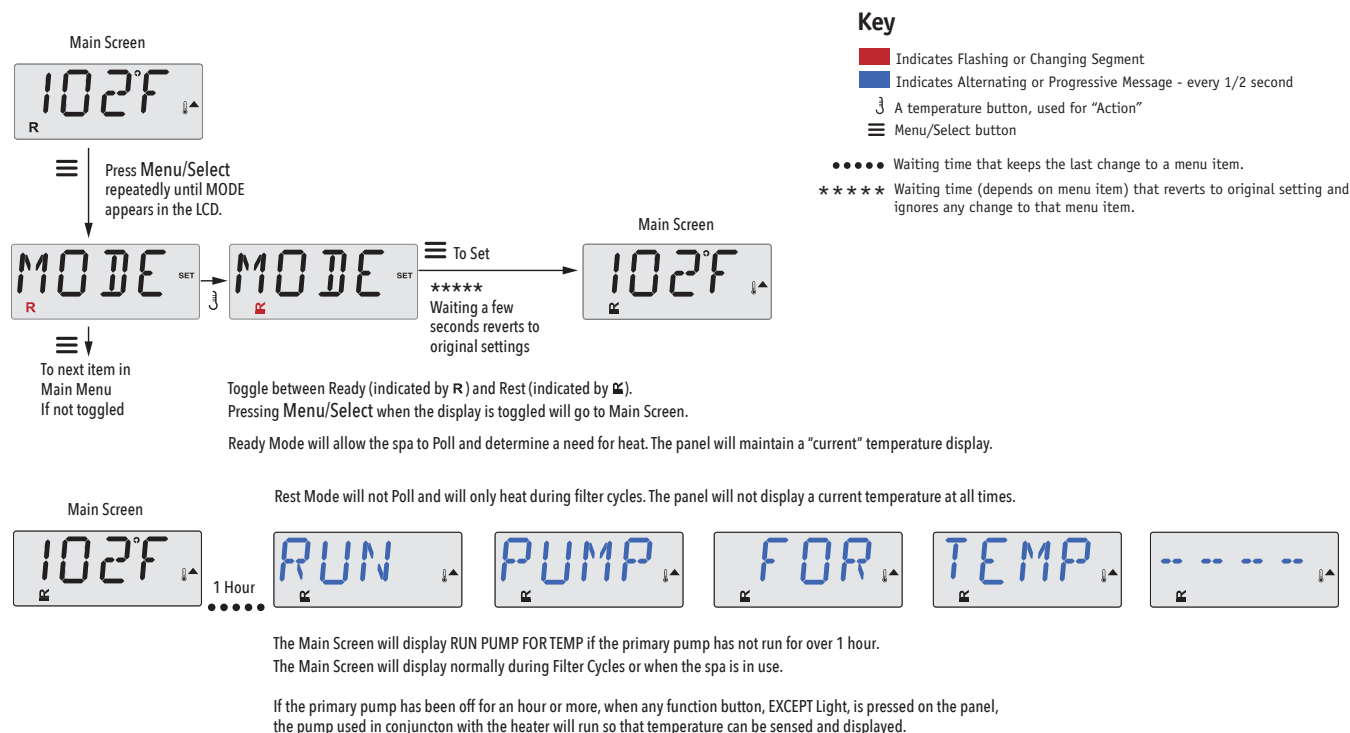 Key
Main Screen
102°F
R
Indicates Flashing or Changing Segment
Indicates Alternating or Progressive Message - every 1/2 second
A temperature button, used for “Action”
Menu/Select button
Waiting time that keeps the last change to a menu item.
***** Waiting time (depends on menu item) that reverts to original setting and
ignores any change to that menu item.
Press Menu/Select
repeatedly until MODE
appears in the LCD.
MODE SET
R
MODE SET
R
To Set
*****
Waiting a few
seconds reverts to
original settings
Main Screen
102°F
R
To next item in
Main Menu
If not toggled
Toggle between Ready (indicated by R) and Rest (indicated by R).
Pressing Menu/Select when the display is toggled will go to Main Screen.
Ready Mode will allow the spa to Poll and determine a need for heat. The panel will maintain a "current" temperature display.
Rest Mode will not Poll and will only heat during filter cycles. The panel will not display a current temperature at all times.
Main Screen
102°F
R
1 Hour
RUN
R
PUMP
R
FOR
R
TEMP
R
-- -- -- --
R
The Main Screen will display RUN PUMP FOR TEMP if the primary pump has not run for over 1 hour.
The Main Screen will display normally during Filter Cycles or when the spa is in use.
If the primary pump has been off for an hour or more, when any function button, EXCEPT Light, is pressed on the panel,
the pump used in conjuncton with the heater will run so that temperature can be sensed and displayed.